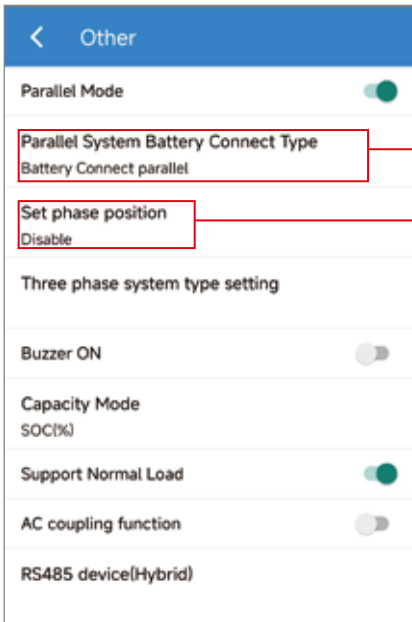 Other
Parallel Mode
Parallel System Battery Connect Type
Battery Connect parallel
Set phase position
Disable
Three phase system type setting
Buzzer ON
Capacity Mode
SOC(%)
Support Normal Load
AC coupling function
RS485 device(Hybrid)